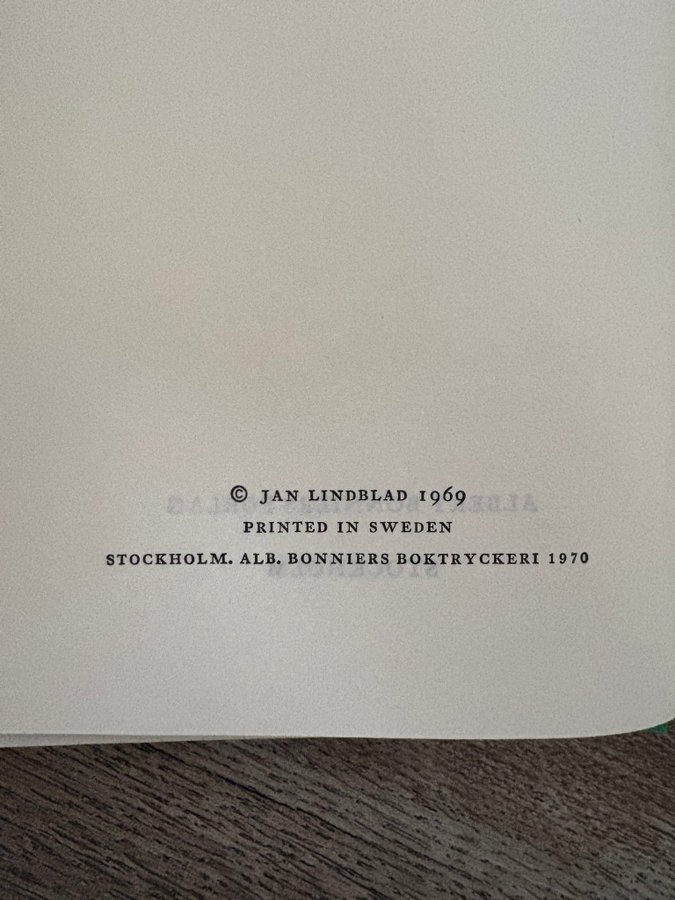 © JAN LINDBLAD 1969
PRINTED IN SWEDEN
STOCKHOLM. ALB. BONNIERS BOKTRYCKERI 1970